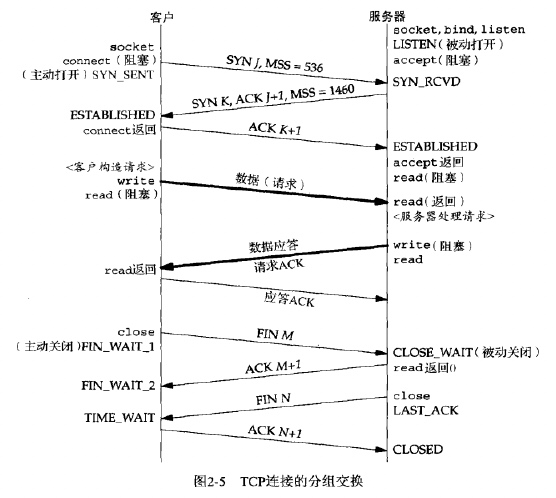 客户
服务器
socket, bind, listen
LISTEN(被动打开)
accept(阻塞)
socket
connect(阻塞)
(主动打开) SYN_SENT
SYN J, MSS = 536
SYN_RCVD
SYN K, ACK J+1, MSS = 1460
ESTABLISHED
connect返回
ACK K+1
ESTABLISHED
accept返回
read(阻塞)
<客户构造请求>
write
read(阻塞)
数据(请求)
read(返回)
<服务器处理请求>
数据应答
请求ACK
write(阻塞)
read
read返回
应答ACK
close
(主动关闭)FIN_WAIT_1
FIN M
CLOSE_WAIT(被动关闭)
read返回()
ACK M+1
FIN_WAIT_2
FIN N
close
LAST_ACK
TIME_WAIT
ACK N+1
CLOSED
图2-5 TCP连接的分组交换